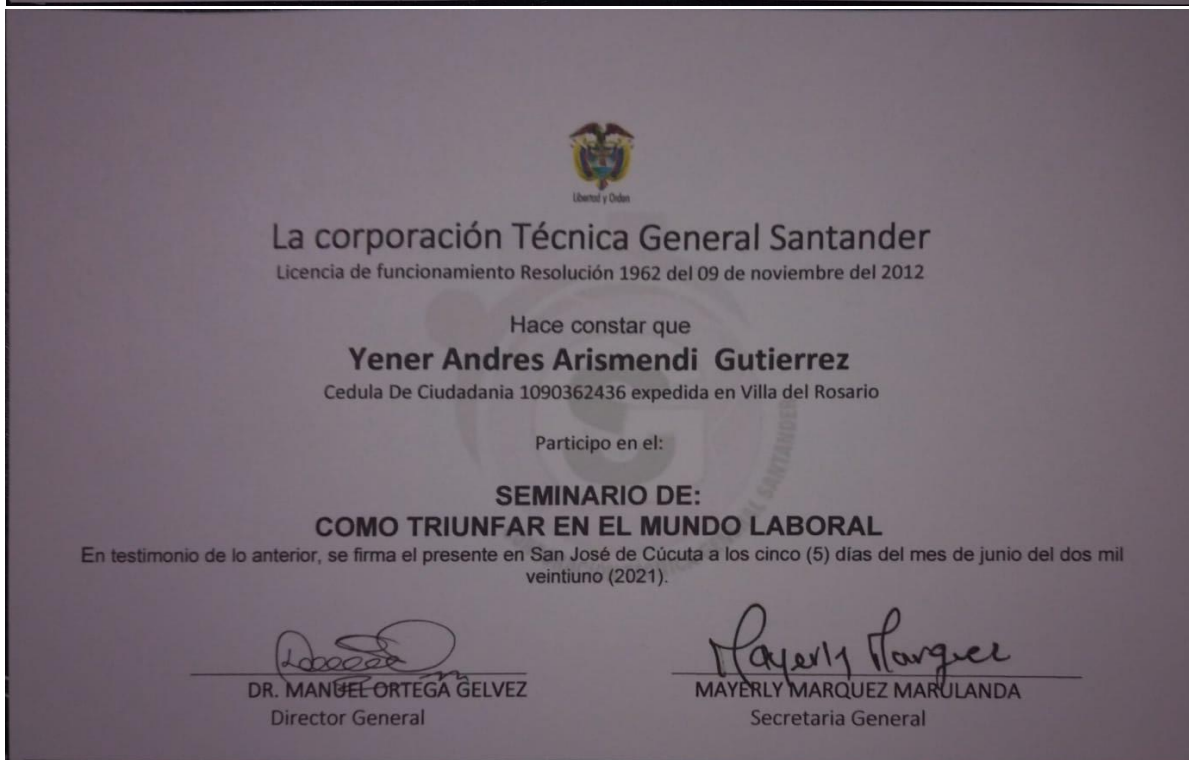 Libertad y Orden
La corporación Técnica General Santander
Licencia de funcionamiento Resolución 1962 del 09 de noviembre del 2012
Hace constar que
Yener Andres Arismendi Gutierrez
Cedula De Ciudadania 1090362436 expedida en Villa del Rosario
Participo en el:
SEMINARIO DE:
COMO TRIUNFAR EN EL MUNDO LABORAL
En testimonio de lo anterior, se firma el presente en San José de Cúcuta a los cinco (5) días del mes de junio del dos mil
veintiuno (2021).
Mayerly Marquez
DR. MANUEL ORTEGA GELVEZ
MAYERLY MARQUEZ MARULANDA
Director General
Secretaria General